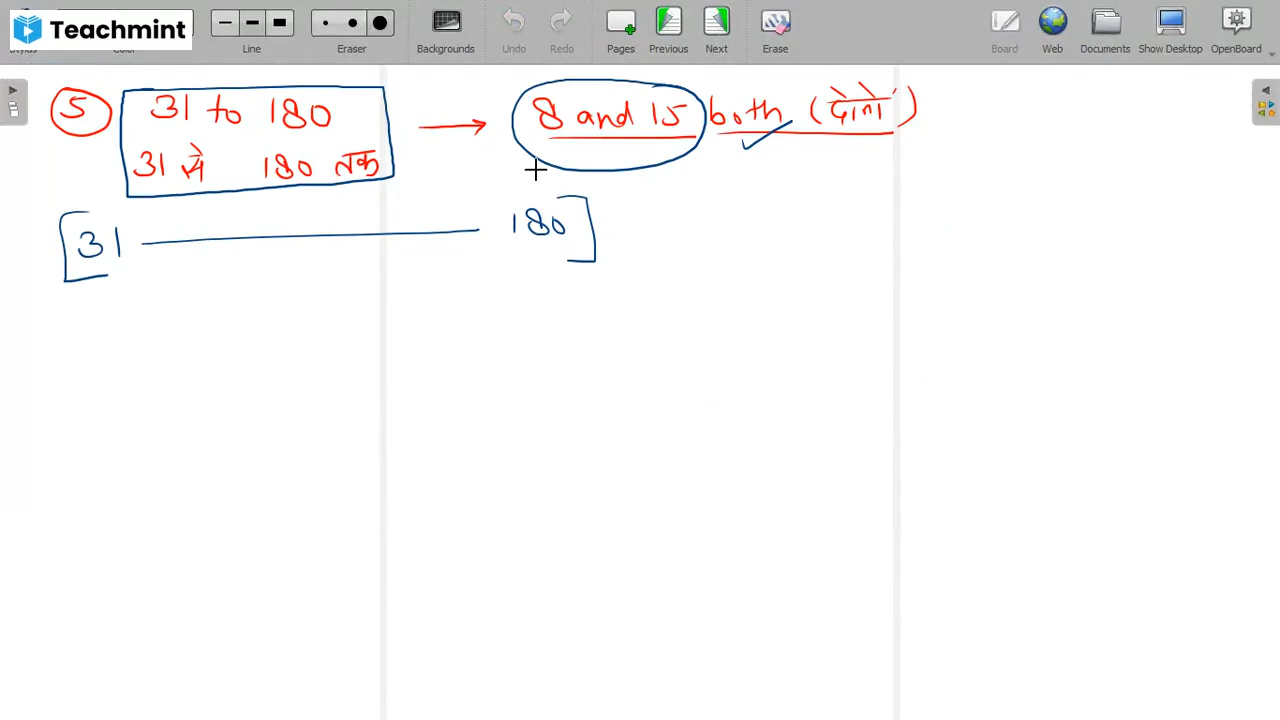 Teachmint
Line
Eraser
Backgrounds
Undo
Redo
Pages
Previous
Next
Erase
Board
Web
Documents
Show Desktop
OpenBoard
5 31 to 180 → 8 and 15 both (दोनों)
31 से 180 तक
[31 — 180]